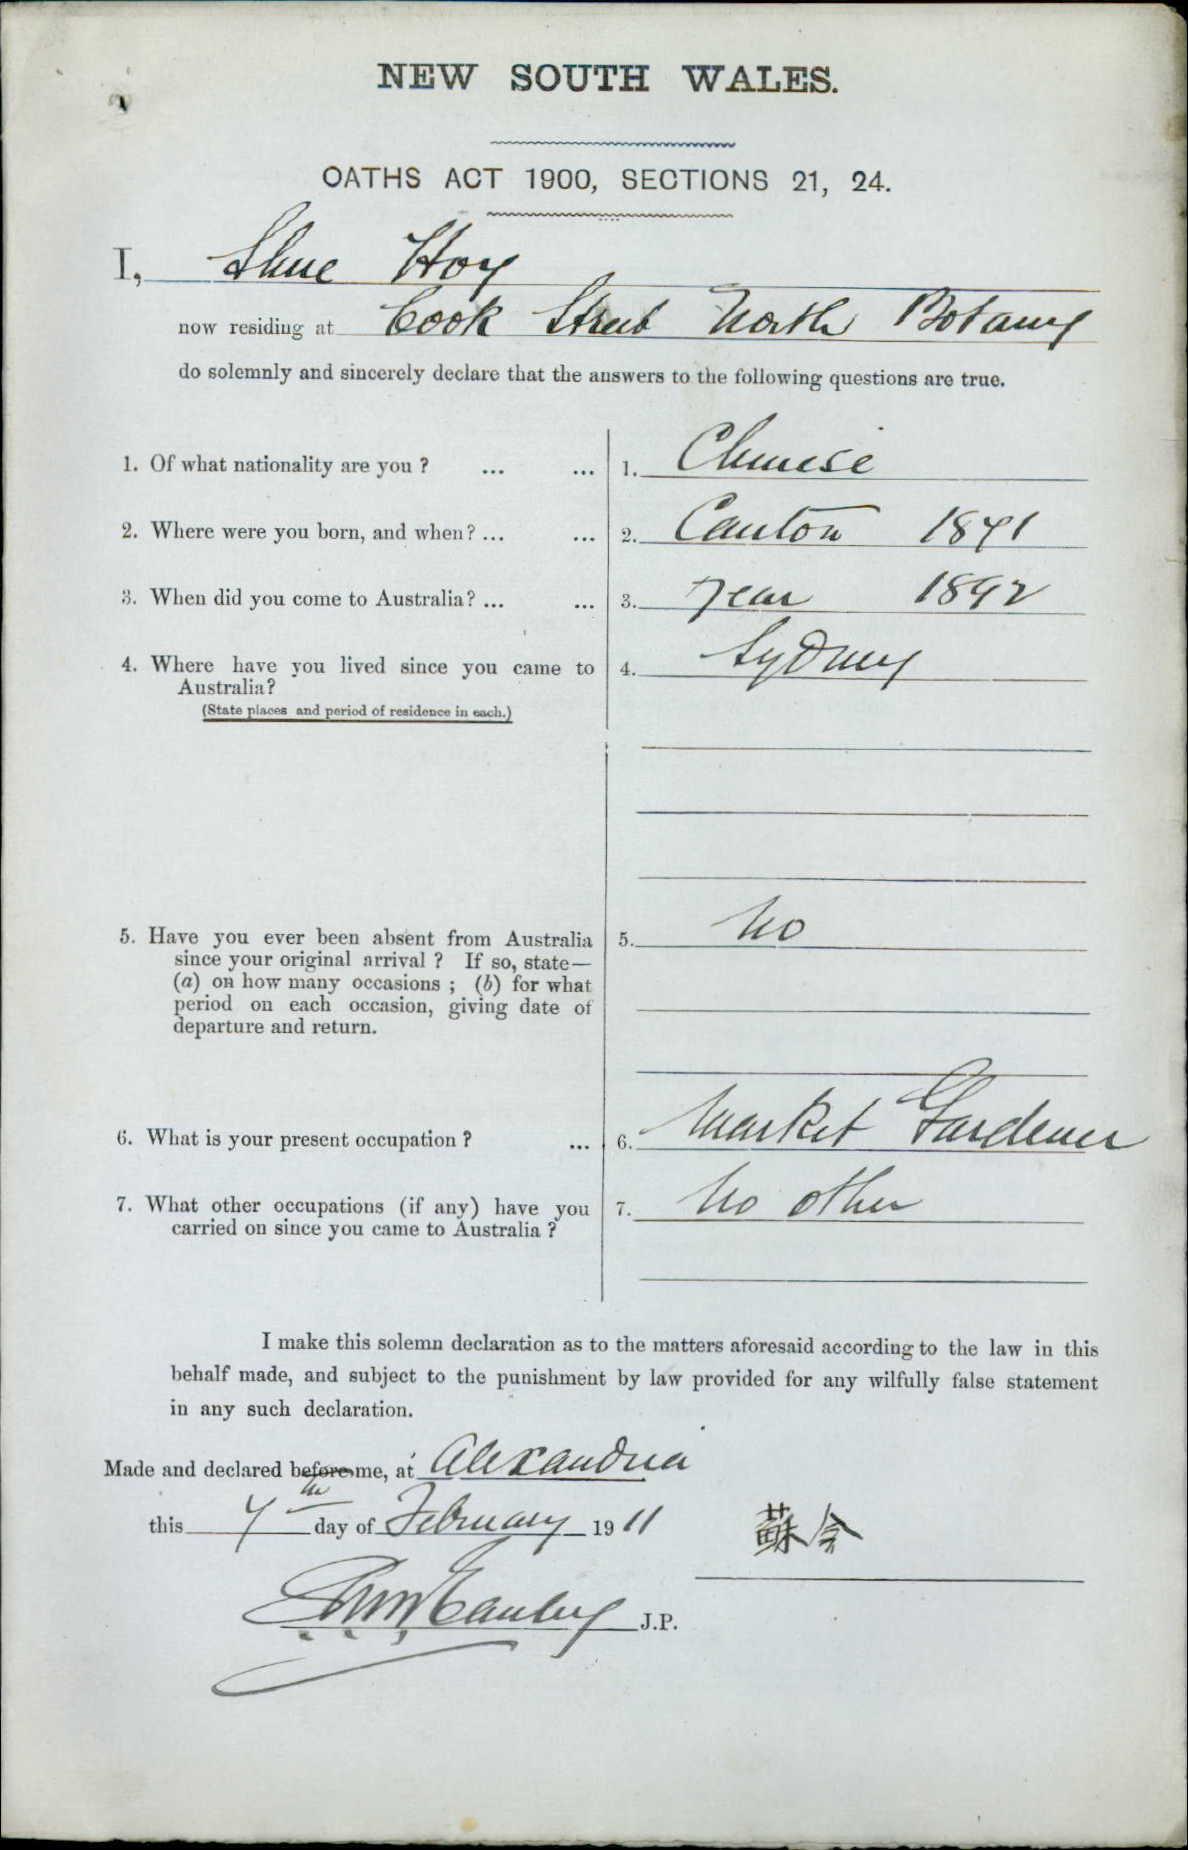 NEW SOUTH WALES.
OATHS ACT 1900, SECTIONS 21, 24.
I, Shue Hoy
now residing at Cook Street North Botany
do solemnly and sincerely declare that the answers to the following questions are true.
1. Of what nationality are you ? ... ... 1. Chinese
2. Where were you born, and when? ... ... 2. Canton 1871
3. When did you come to Australia? ... ... 3. year 1892
4. Where have you lived since you came to 4. Sydney
Australia?
(State places and period of residence in each.)
5. Have you ever been absent from Australia 5. No
since your original arrival ? If so, state—
(a) on how many occasions ; (b) for what
period on each occasion, giving date of
departure and return.
6. What is your present occupation ? ... 6. Market Gardener
7. What other occupations (if any) have you 7. No other
carried on since you came to Australia ?
I make this solemn declaration as to the matters aforesaid according to the law in this
behalf made, and subject to the punishment by law provided for any wilfully false statement
in any such declaration.
Made and declared before me, at Alexandria
this 7th day of February 1911
蘇会
J.P.